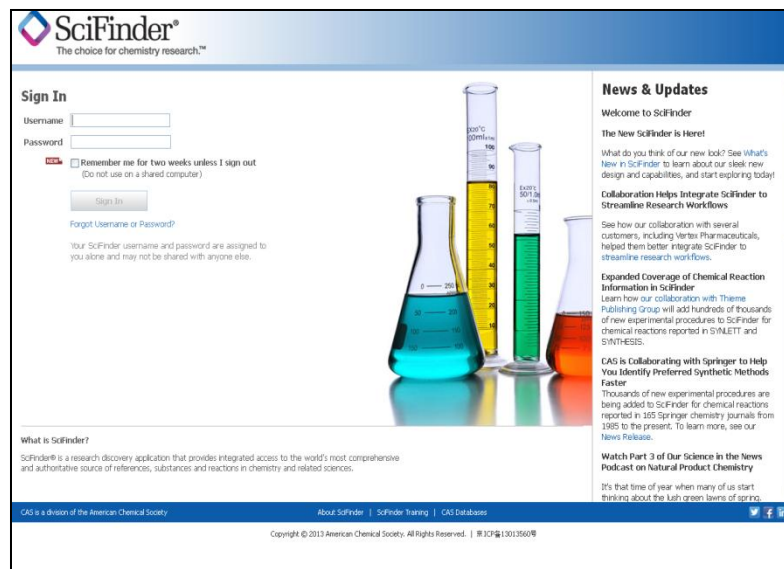 SciFinder®
The choice for chemistry research.™
Sign In
Username
Password
NEW
Remember me for two weeks unless I sign out
(Do not use on a shared computer)
Sign In
Forgot Username or Password?
Your SciFinder username and password are assigned to
you alone and may not be shared with anyone else.
What is SciFinder?
SciFinder® is a research discovery application that provides integrated access to the world's most comprehensive
and authoritative source of references, substances and reactions in chemistry and related sciences.
News & Updates
Welcome to SciFinder
The New SciFinder is Here!
What do you think of our new look? See What's
New in SciFinder to learn about our sleek new
design and capabilities, and start exploring today!
Collaboration Helps Integrate SciFinder to
Streamline Research Workflows
See how our collaboration with several
customers, including Vertex Pharmaceuticals,
helped them better integrate SciFinder to
streamline research workflows.
Expanded Coverage of Chemical Reaction
Information in SciFinder
Learn how our collaboration with Thieme
Publishing Group will add hundreds of thousands
of new experimental procedures to SciFinder for
chemical reactions reported in SYNLETT and
SYNTHESIS.
CAS is Collaborating with Springer to Help
You Identify Preferred Synthetic Methods
Faster
Thousands of new experimental procedures are
being added to SciFinder for chemical reactions
reported in 165 Springer chemistry journals from
1985 to the present. To learn more, see our
News Release.
Watch Part 3 of Our Science in the News
Podcast on Natural Product Chemistry
It's that time of year when many of us start
thinking about the lush green lawns of spring,
CAS is a division of the American Chemical Society
About SciFinder | SciFinder Training | CAS Databases
Copyright © 2013 American Chemical Society. All Rights Reserved. | 京ICP备13013560号